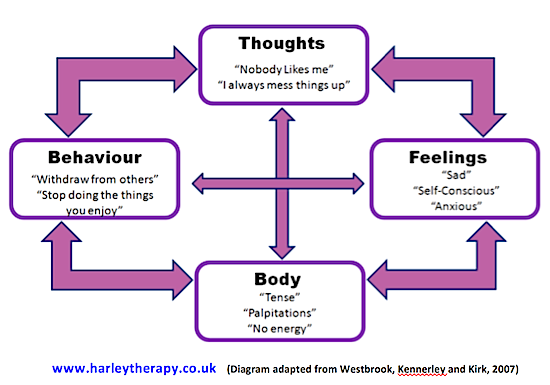 Thoughts
“Nobody Likes me”
“I always mess things up”
Behaviour
“Withdraw from others”
“Stop doing the things
you enjoy”
Feelings
“Sad”
“Self-Conscious”
“Anxious”
Body
“Tense”
“Palpitations”
“No energy”
www.harleytherapy.co.uk (Diagram adapted from Westbrook, Kennerley and Kirk, 2007)